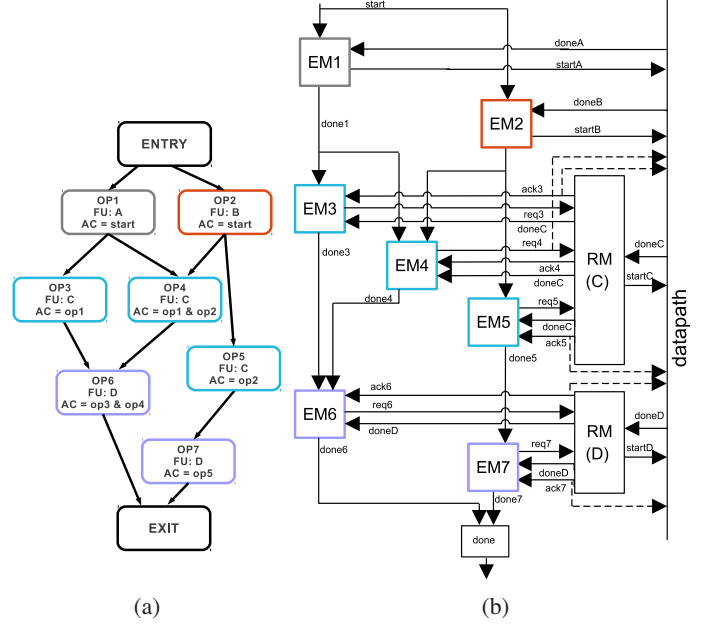 start
doneA
EM1
startA
doneB
done1
EM2
startB
ENTRY
OP1
FU: A
AC = start
OP2
FU: B
AC = start
ack3
EM3
req3
doneC
done3
req4
RM
(C)
doneC
startC
EM4
ack4
doneC
done4
OP3
FU: C
AC = op1
OP4
FU: C
AC = op1 & op2
req5
EM5
doneC
ack5
done5
datapath
OP5
FU: C
AC = op2
OP6
FU: D
AC = op3 & op4
ack6
EM6
req6
doneD
done6
RM
(D)
doneD
startD
OP7
FU: D
AC = op5
req7
EM7
doneD
ack7
done7
EXIT
done
(a)
(b)